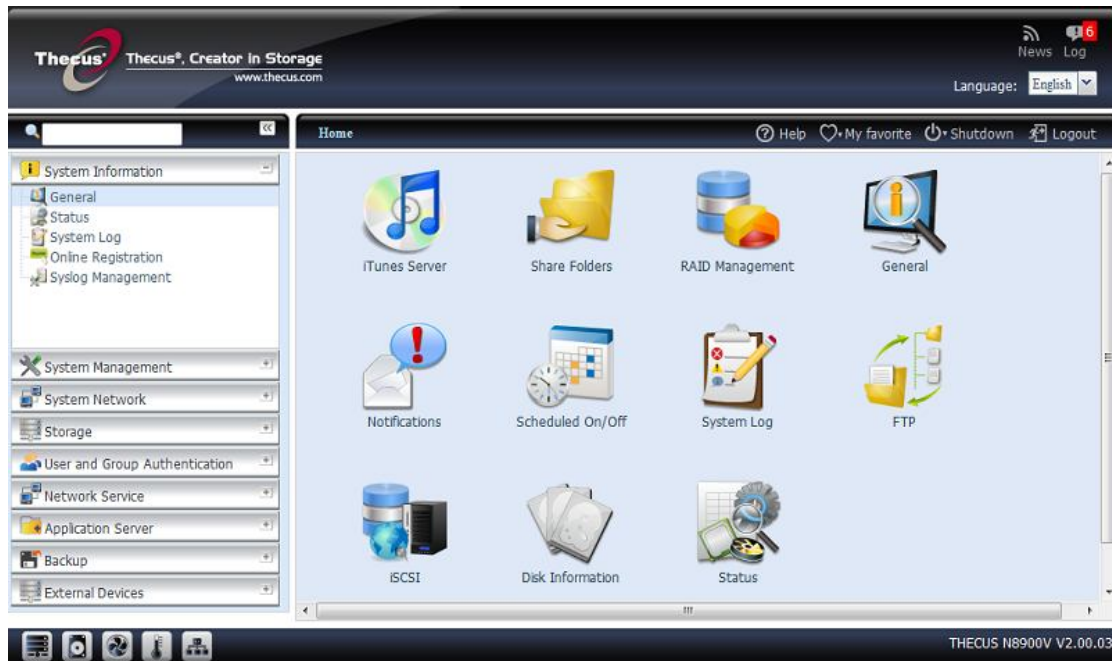 Thecus® Thecus®, Creator in Storage
www.thecus.com
6
News Log
Language: English
Home Help My favorite Shutdown Logout
System Information
General
Status
System Log
Online Registration
Syslog Management
System Management
System Network
Storage
User and Group Authentication
Network Service
Application Server
Backup
External Devices
iTunes Server Share Folders RAID Management General
Notifications Scheduled On/Off System Log FTP
iSCSI Disk Information Status
THECUS N8900V V2.00.03